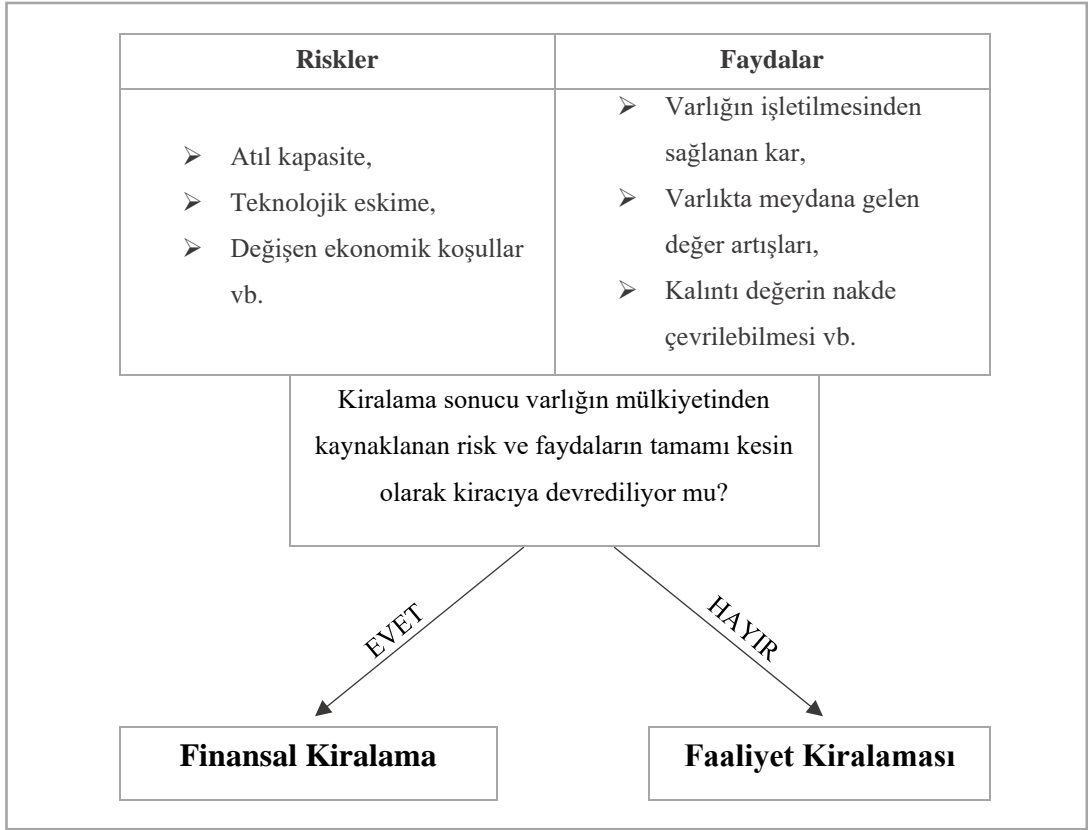 Riskler
Faydalar
➢ Atıl kapasite,
➢ Teknolojik eskime,
➢ Değişen ekonomik koşullar
vb.
➢ Varlığın işletilmesinden
sağlanan kar,
➢ Varlıkta meydana gelen
değer artışları,
➢ Kalıntı değerin nakde
çevrilebilmesi vb.
Kiralama sonucu varlığın mülkiyetinden
kaynaklanan risk ve faydaların tamamı kesin
olarak kiracıya devrediliyor mu?
EVET
HAYIR
Finansal Kiralama
Faaliyet Kiralaması